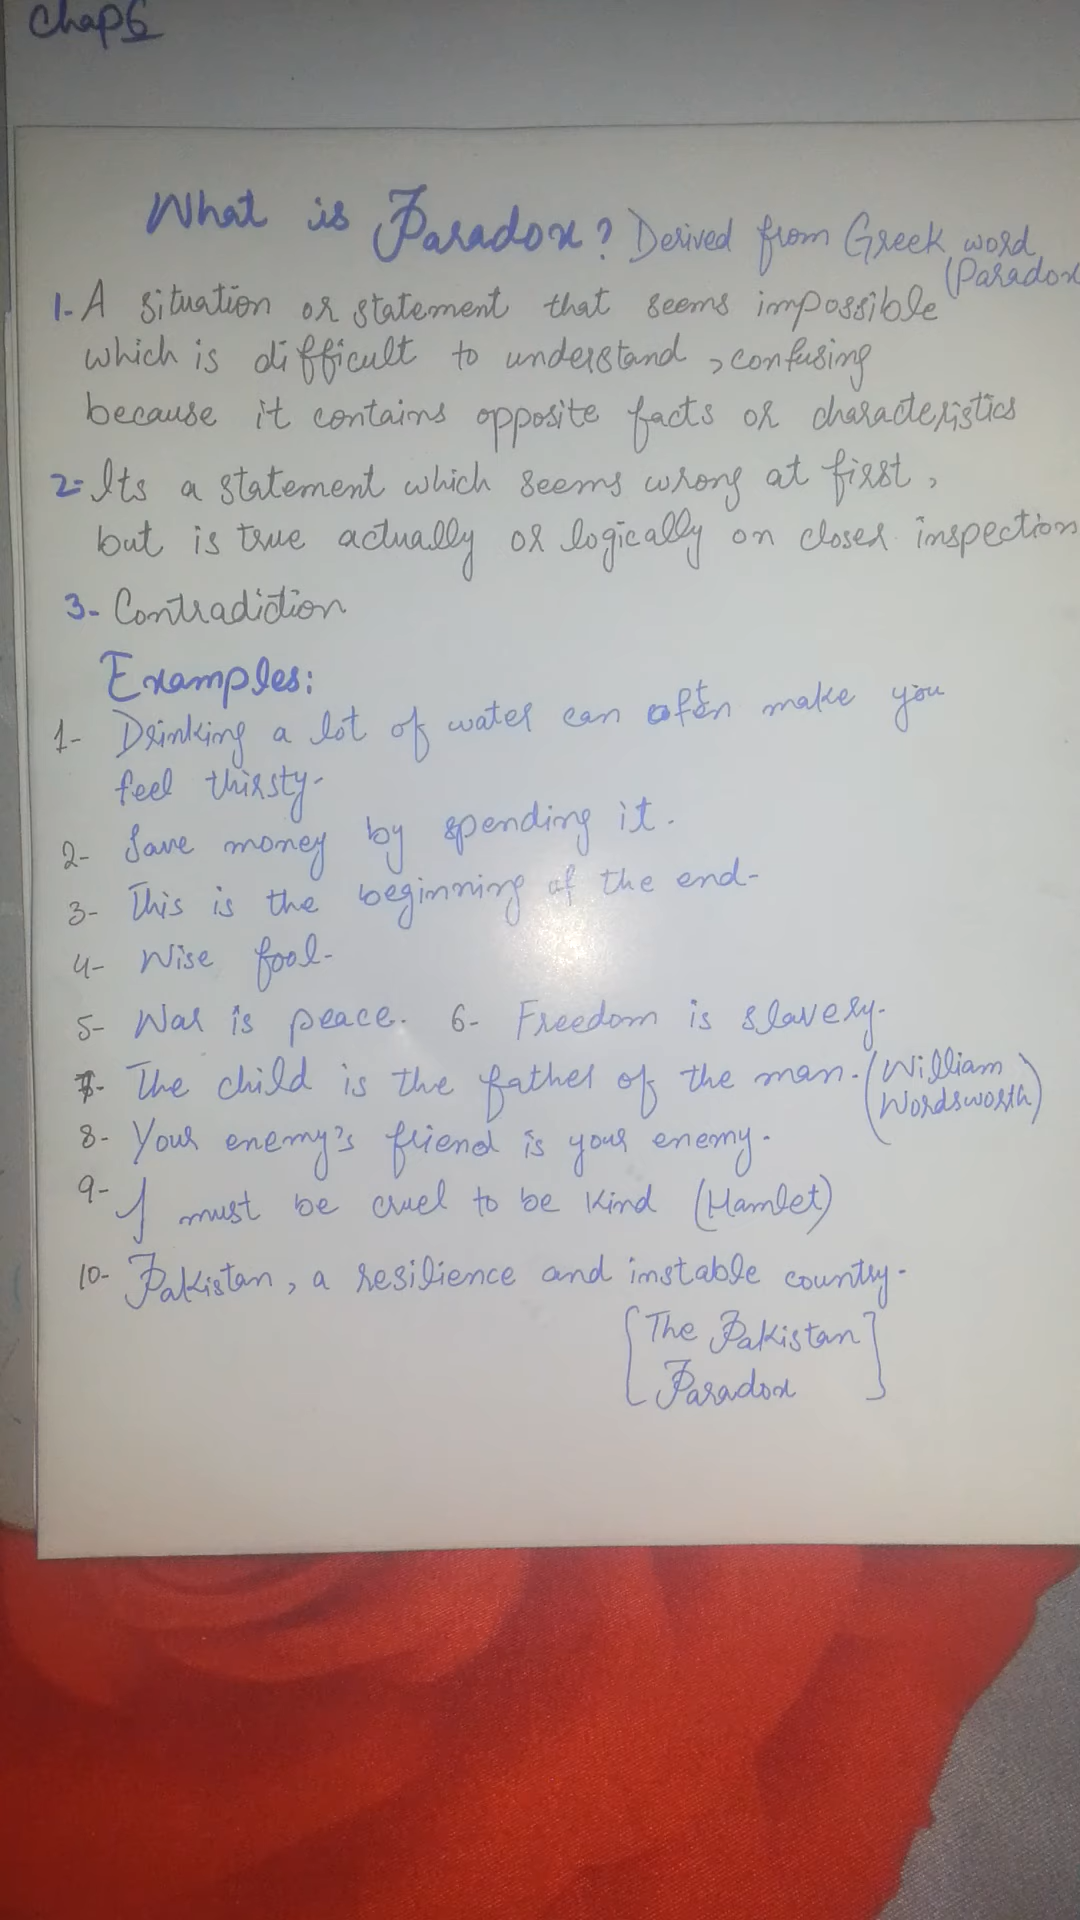 Chap6
What is Paradox? Derived from Greek word
(Paradox
1. A situation or statement that seems impossible
which is difficult to understand, confusing
because it contains opposite facts or characteristics
2- Its a statement which seems wrong at first,
but is true actually or logically on closer inspection
3- Contradiction
Examples:
1- Drinking a lot of water can often make you
feel thirsty-
2- Save money by spending it.
3- This is the beginning of the end-
4- Wise fool-
5- War is peace. 6- Freedom is slavery-
7- The child is the father of the man. (William
Wordsworth)
8- Your enemy's friend is your enemy.
9- I must be cruel to be kind (Hamlet)
10- Pakistan, a resilience and instable country-
[The Pakistan
Paradox]